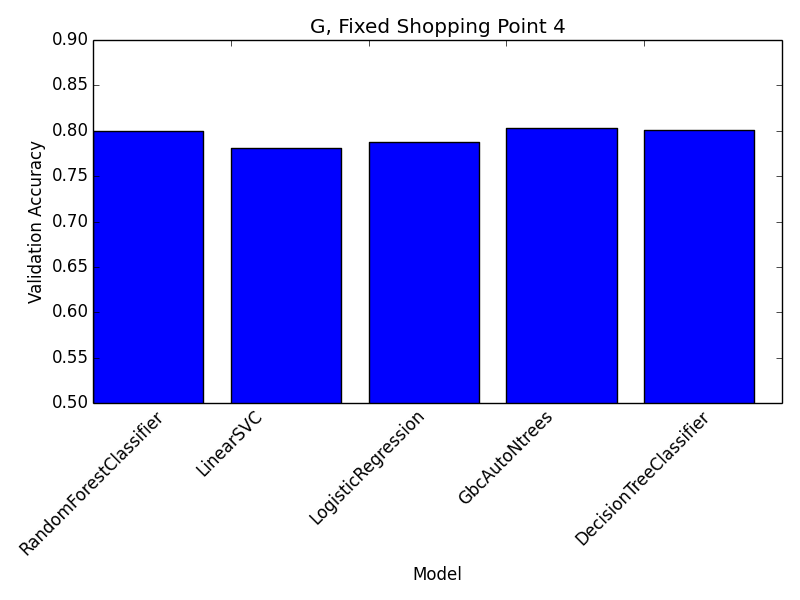 G, Fixed Shopping Point 4
0.90
0.85
0.80
0.75
0.70
0.65
0.60
0.55
0.50
Validation Accuracy
RandomForestClassifier
LinearSVC
LogisticRegression
GbcAutoNtrees
DecisionTreeClassifier
Model